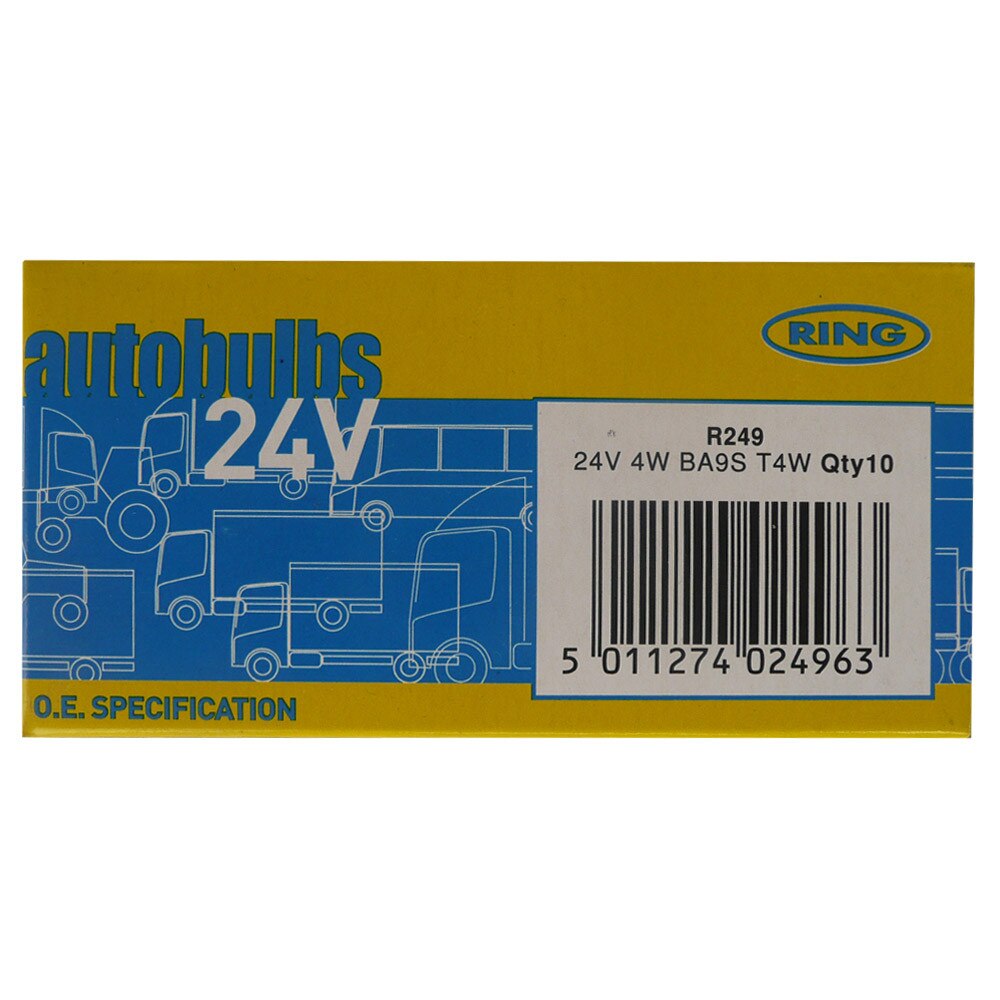 autobulbs
24V
RING
R249
24V 4W BA9S T4W Qty10
5 011274 024963
O.E. SPECIFICATION